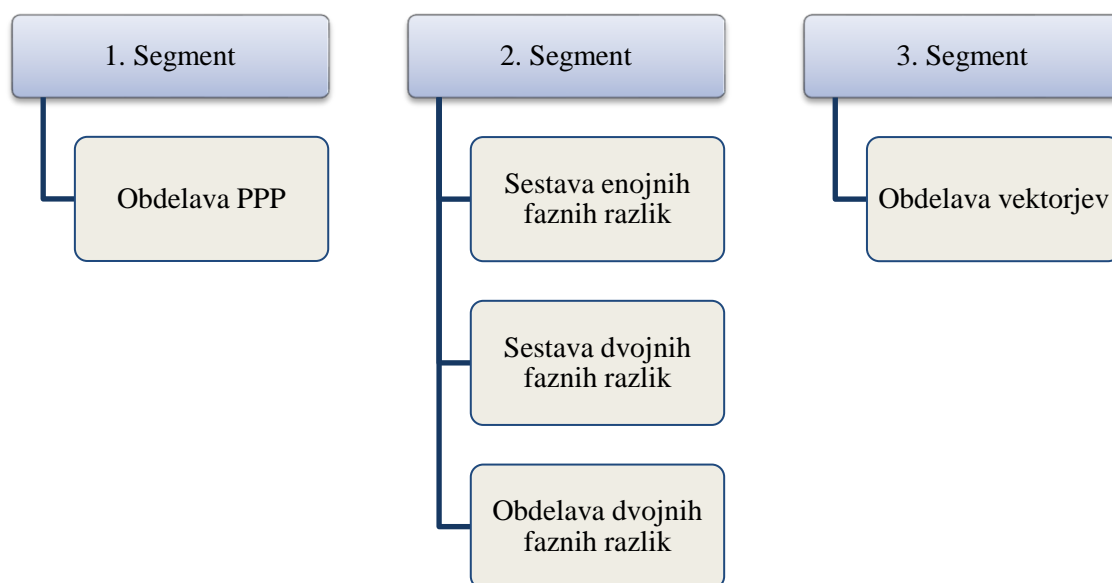 1. Segment
Obdelava PPP
2. Segment
Sestava enojnih
faznih razlik
Sestava dvojnih
faznih razlik
Obdelava dvojnih
faznih razlik
3. Segment
Obdelava vektorjev